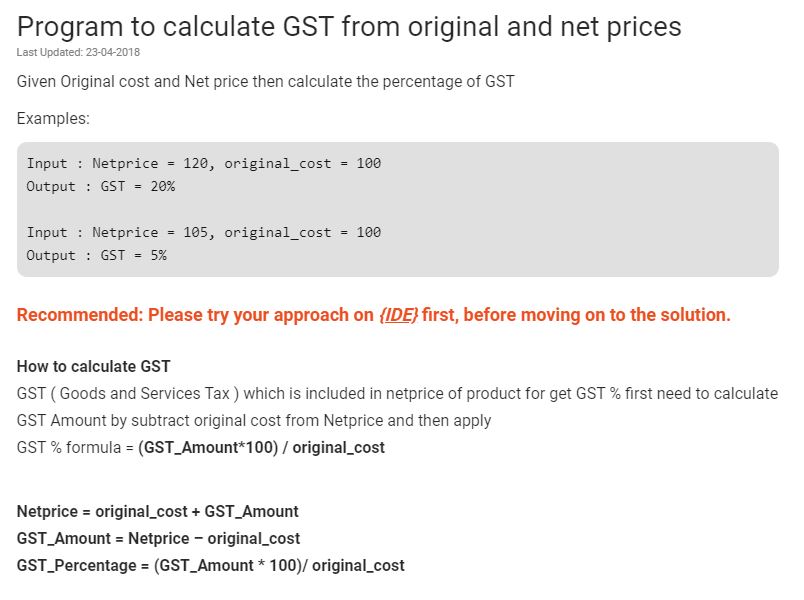 Program to calculate GST from original and net prices
Last Updated: 23-04-2018
Given Original cost and Net price then calculate the percentage of GST
Examples:
Input : Netprice = 120, original_cost = 100
Output : GST = 20%
Input : Netprice = 105, original_cost = 100
Output : GST = 5%
Recommended: Please try your approach on {IDE} first, before moving on to the solution.
How to calculate GST
GST ( Goods and Services Tax ) which is included in netprice of product for get GST % first need to calculate
GST Amount by subtract original cost from Netprice and then apply
GST % formula = (GST_Amount*100) / original_cost
Netprice = original_cost + GST_Amount
GST_Amount = Netprice – original_cost
GST_Percentage = (GST_Amount * 100)/ original_cost